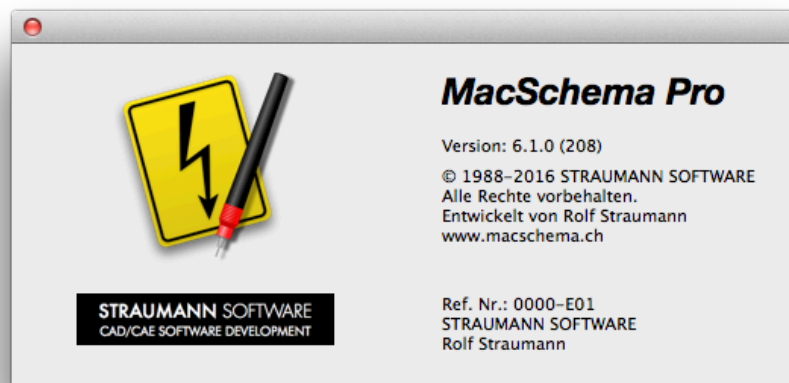 MacSchema Pro
Version: 6.1.0 (208)
© 1988–2016 STRAUMANN SOFTWARE
Alle Rechte vorbehalten.
Entwickelt von Rolf Straumann
www.macschema.ch
STRAUMANN SOFTWARE
CAD/CAE SOFTWARE DEVELOPMENT
Ref. Nr.: 0000–E01
STRAUMANN SOFTWARE
Rolf Straumann